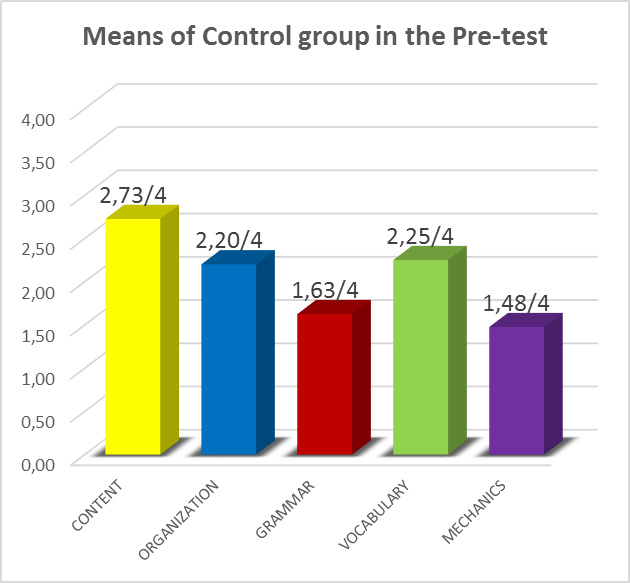 Means of Control group in the Pre-test
4,00
3,50
3,00
2,50
2,00
1,50
1,00
0,50
0,00
2,73/4
2,20/4
1,63/4
2,25/4
1,48/4
CONTENT
ORGANIZATION
GRAMMAR
VOCABULARY
MECHANICS